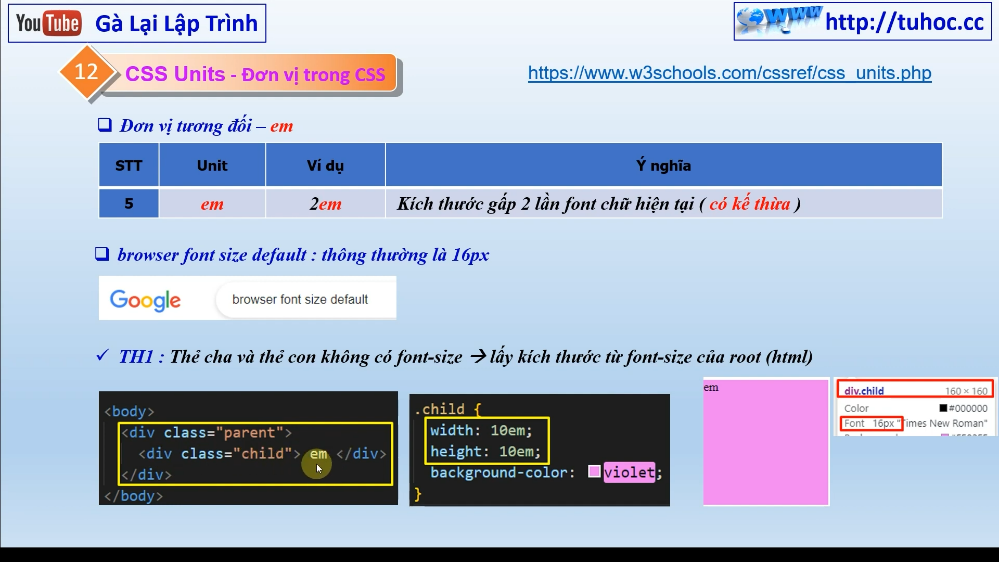 YouTube Gà Lại Lập Trình
www http://tuhoc.cc
12 CSS Units - Đơn vị trong CSS
https://www.w3schools.com/cssref/css_units.php
Đơn vị tương đối – em
STT Unit Ví dụ Ý nghĩa
5 em 2em Kích thước gấp 2 lần font chữ hiện tại ( có kế thừa )
browser font size default : thông thường là 16px
Google browser font size default
TH1 : Thẻ cha và thẻ con không có font-size → lấy kích thước từ font-size của root (html)
<body>
<div class="parent">
<div class="child"> em </div>
</div>
</body>
.child {
width: 10em;
height: 10em;
background-color: violet;
}
em
div.child 160 × 160
Color #000000
Font 16px "Times New Roman"